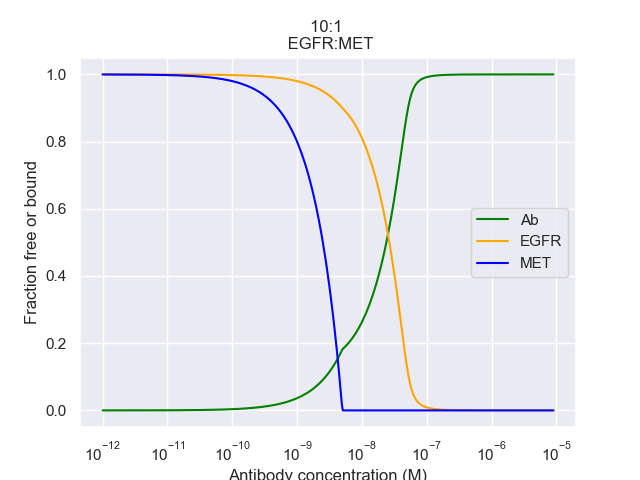 10:1
EGFR:MET
1.0
0.8
0.6
0.4
0.2
0.0
Fraction free or bound
Ab
EGFR
MET
10⁻¹² 10⁻¹¹ 10⁻¹⁰ 10⁻⁹ 10⁻⁸ 10⁻⁷ 10⁻⁶ 10⁻⁵
Antibody concentration (M)